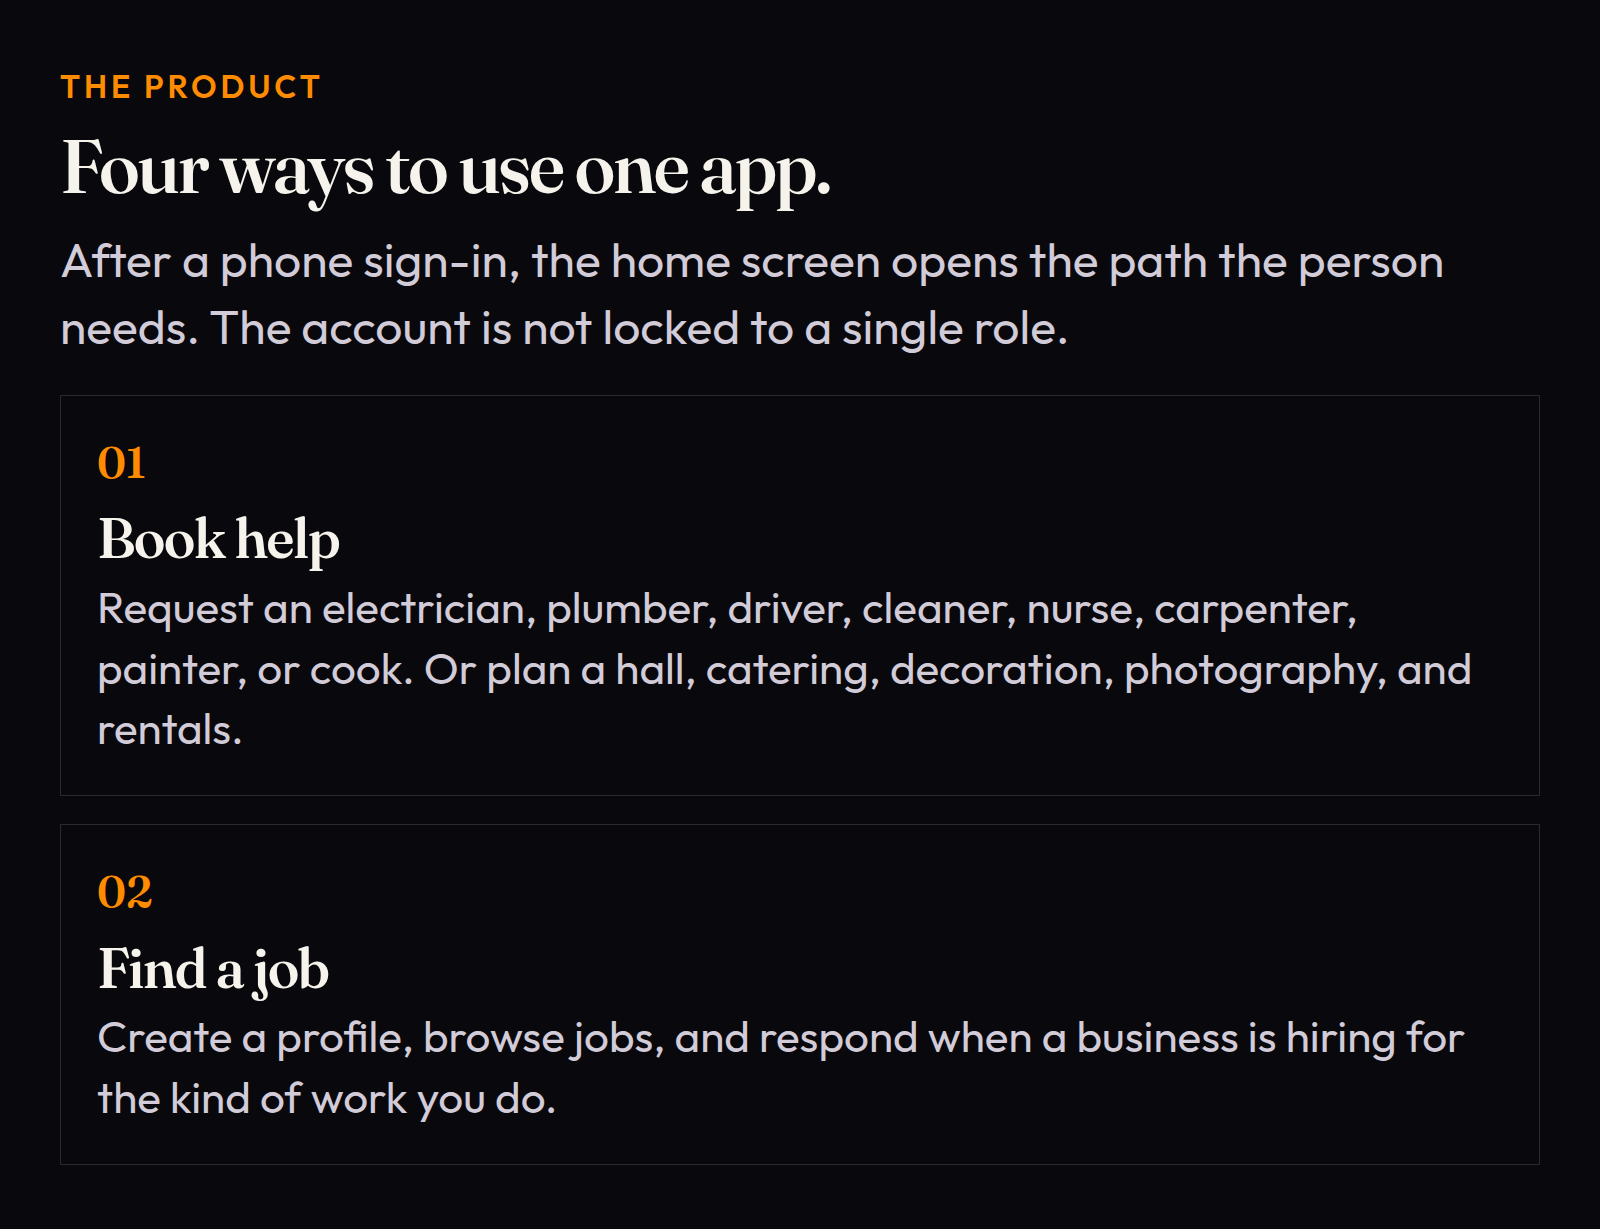 THE PRODUCT
Four ways to use one app.
After a phone sign-in, the home screen opens the path the person
needs. The account is not locked to a single role.
01
Book help
Request an electrician, plumber, driver, cleaner, nurse, carpenter,
painter, or cook. Or plan a hall, catering, decoration, photography, and
rentals.
02
Find a job
Create a profile, browse jobs, and respond when a business is hiring for
the kind of work you do.